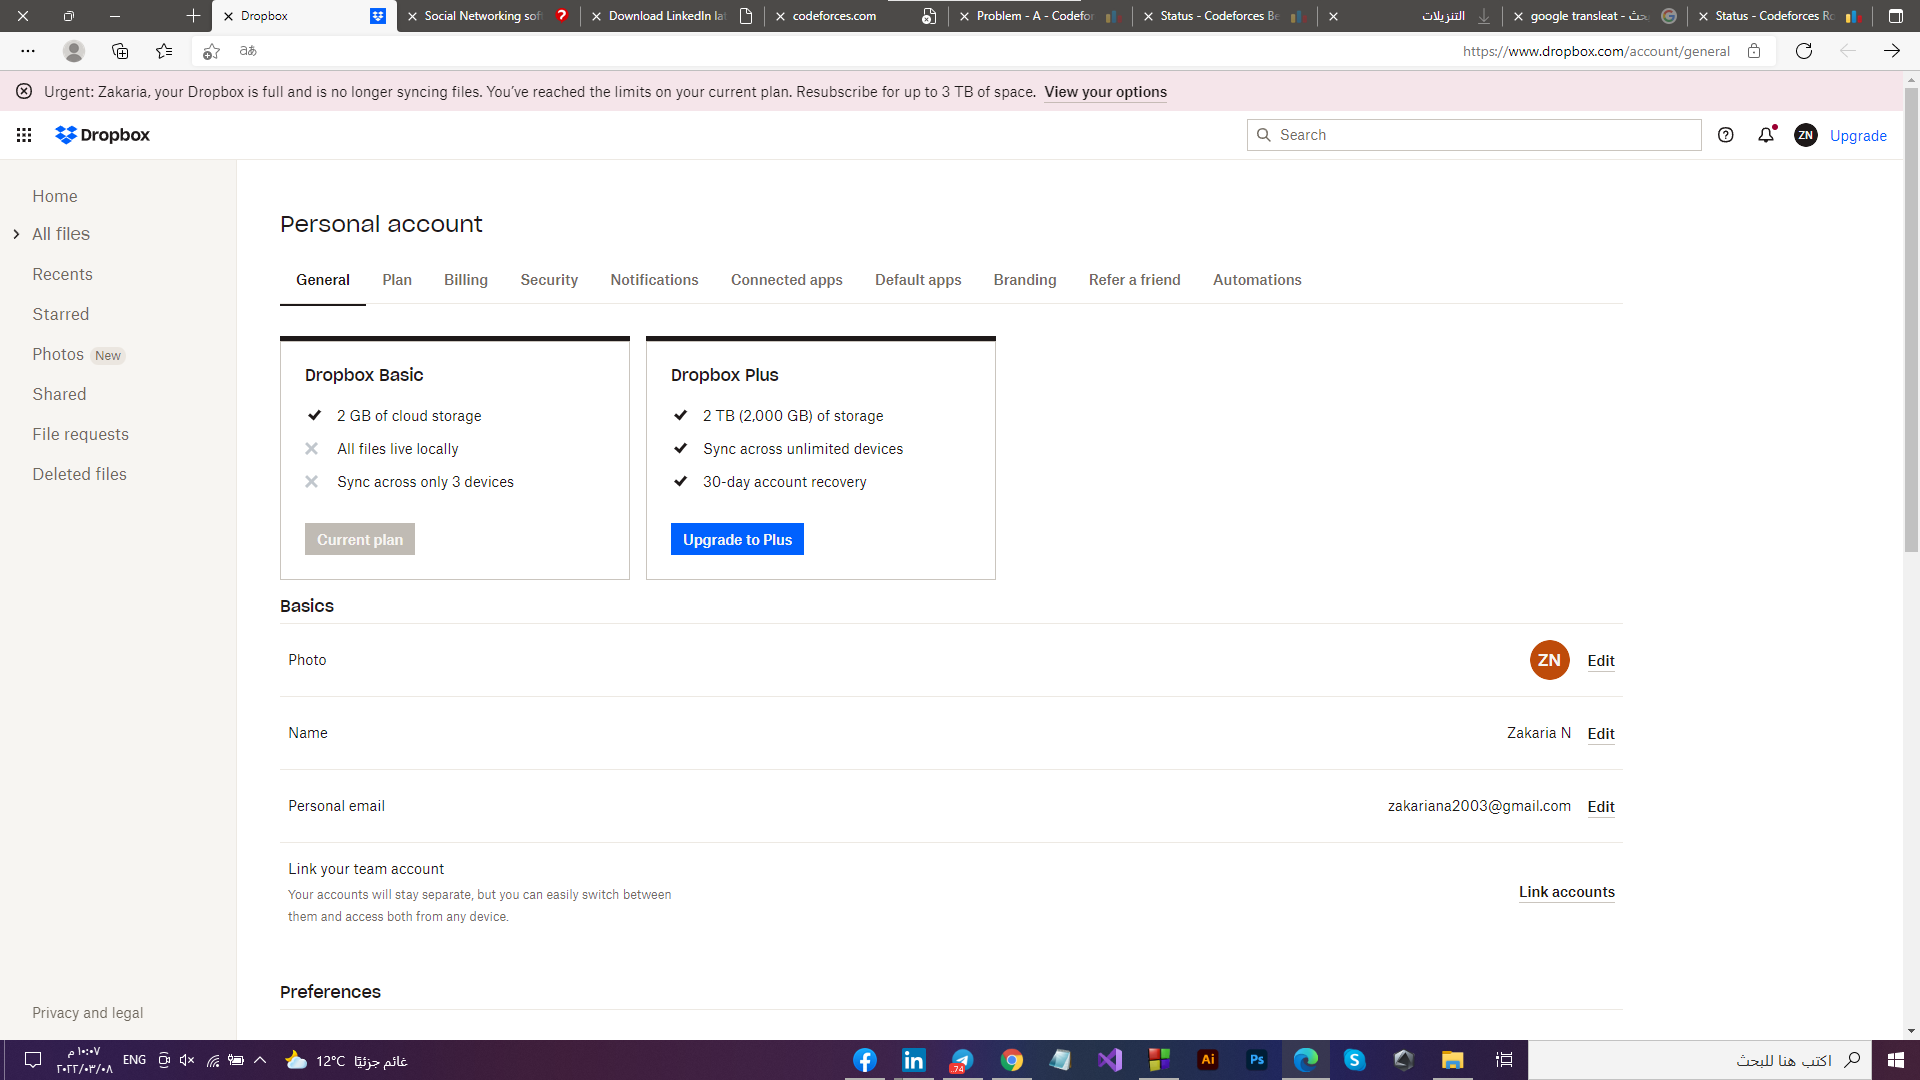 Dropbox
Social Networking sof
Download LinkedIn la
codeforces.com
Problem - A - Codefor
Status - Codeforces Be
التنزيلات
google transleat - بحث
Status - Codeforces Ro
https://www.dropbox.com/account/general
Urgent: Zakaria, your Dropbox is full and is no longer syncing files. You've reached the limits on your current plan. Resubscribe for up to 3 TB of space. View your options
Dropbox
Search
ZN
Upgrade
Home
All files
Recents
Starred
Photos New
Shared
File requests
Deleted files
Privacy and legal
Personal account
General Plan Billing Security Notifications Connected apps Default apps Branding Refer a friend Automations
Dropbox Basic
2 GB of cloud storage
All files live locally
Sync across only 3 devices
Current plan
Dropbox Plus
2 TB (2,000 GB) of storage
Sync across unlimited devices
30-day account recovery
Upgrade to Plus
Basics
Photo ZN Edit
Name Zakaria N Edit
Personal email zakariana2003@gmail.com Edit
Link your team account
Your accounts will stay separate, but you can easily switch between
them and access both from any device.
Link accounts
Preferences
١٠:٠٧ م
٢٠٢٢/٠٣/٠٨
ENG
12°C غائم جزئيًا
74
Ai
Ps
اكتب هنا للبحث